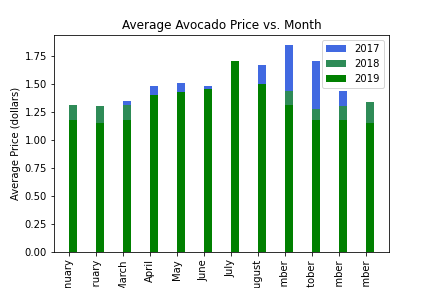 Average Avocado Price vs. Month
2017
2018
2019
Average Price (dollars)
1.75
1.50
1.25
1.00
0.75
0.50
0.25
0.00
nuary
ruary
March
April
May
June
July
ugust
mber
tober
mber
mber